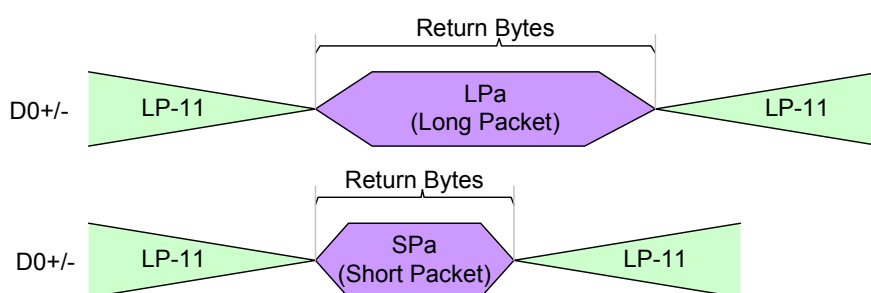 Return Bytes
D0+/- LP-11 LPa LP-11
(Long Packet)
Return Bytes
D0+/- LP-11 SPa LP-11
(Short Packet)